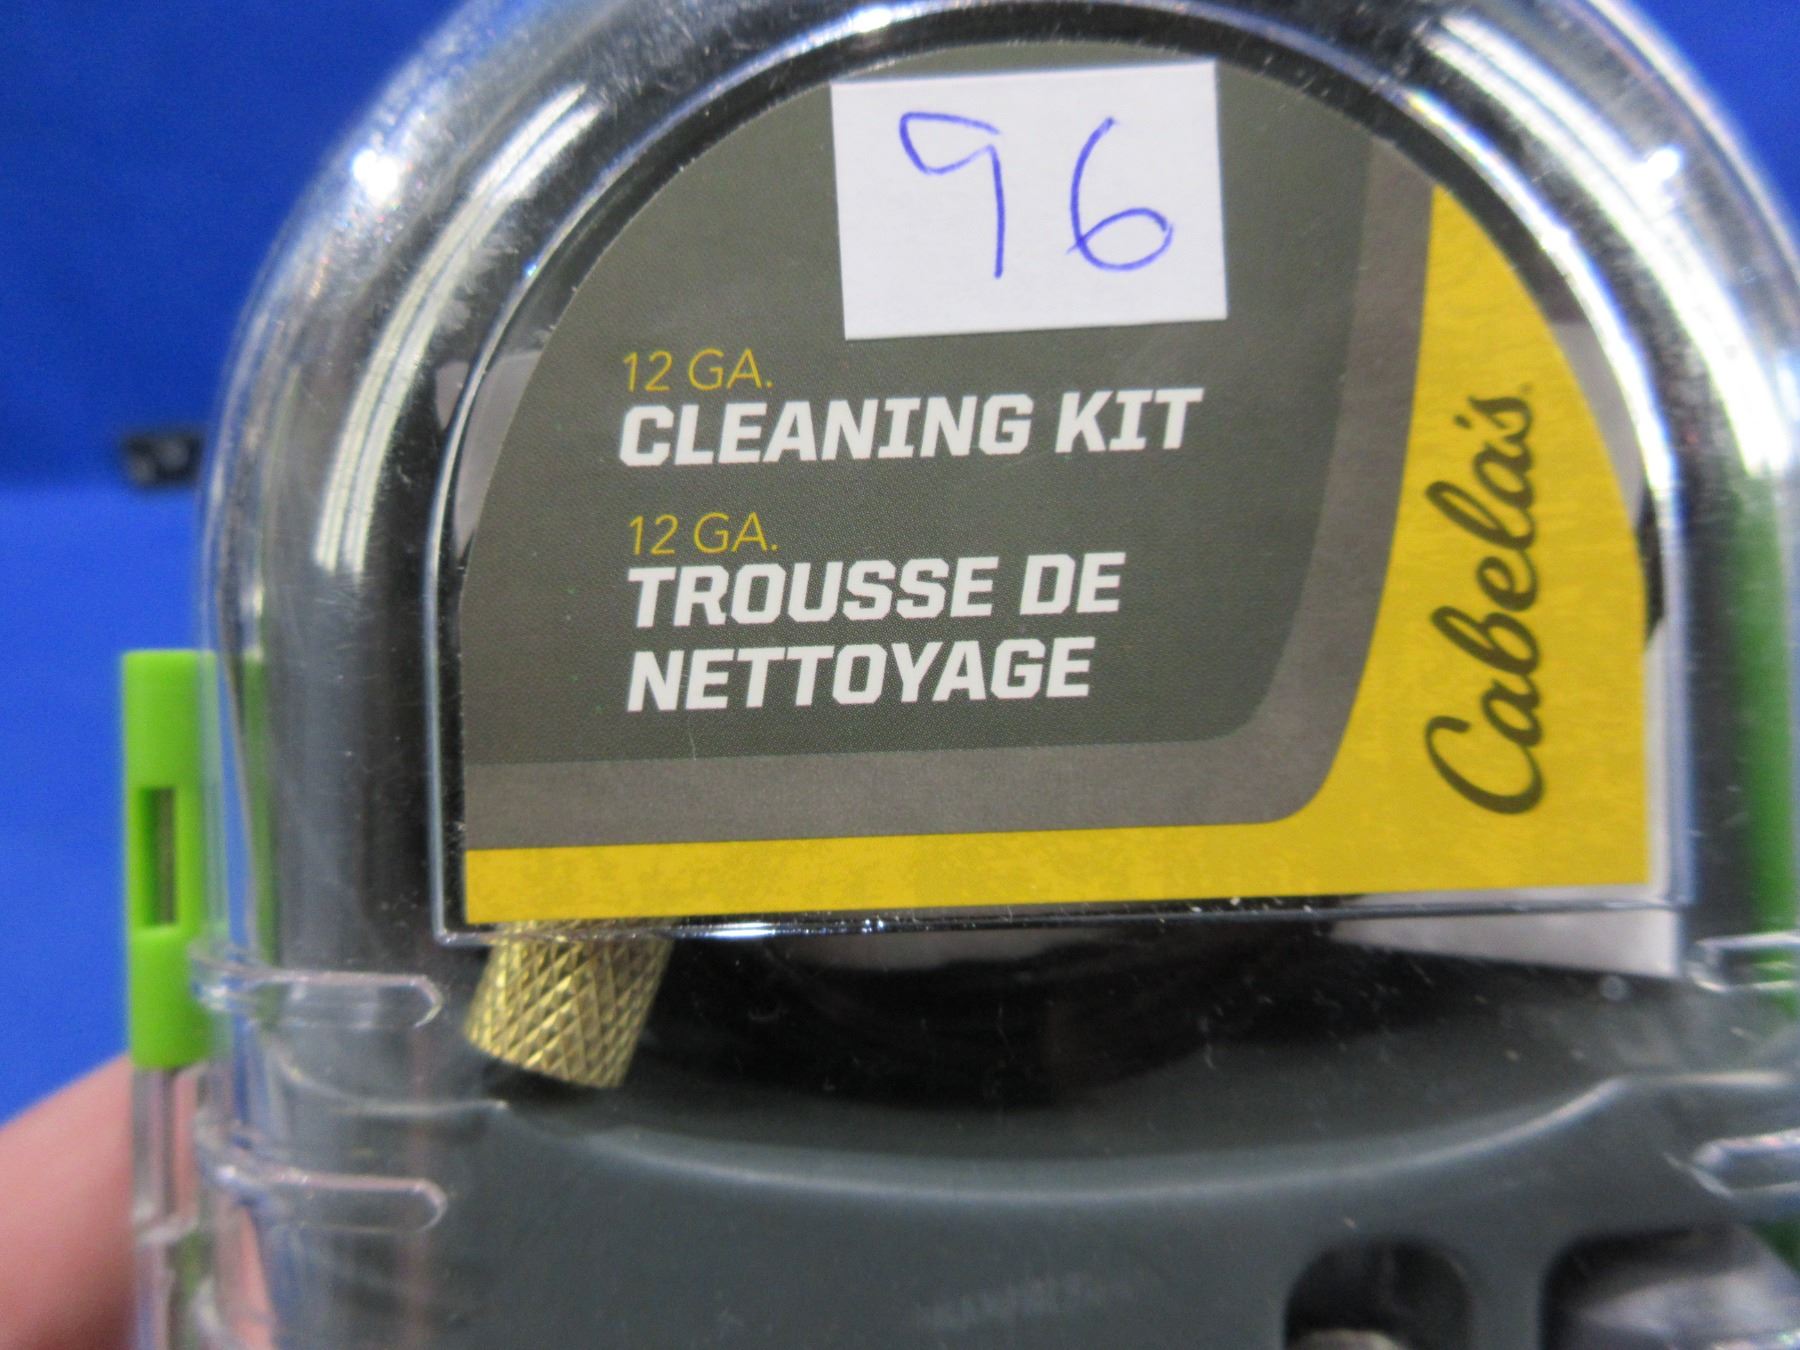 96
12 GA.
CLEANING KIT
12 GA.
TROUSSE DE
NETTOYAGE
Cabela's